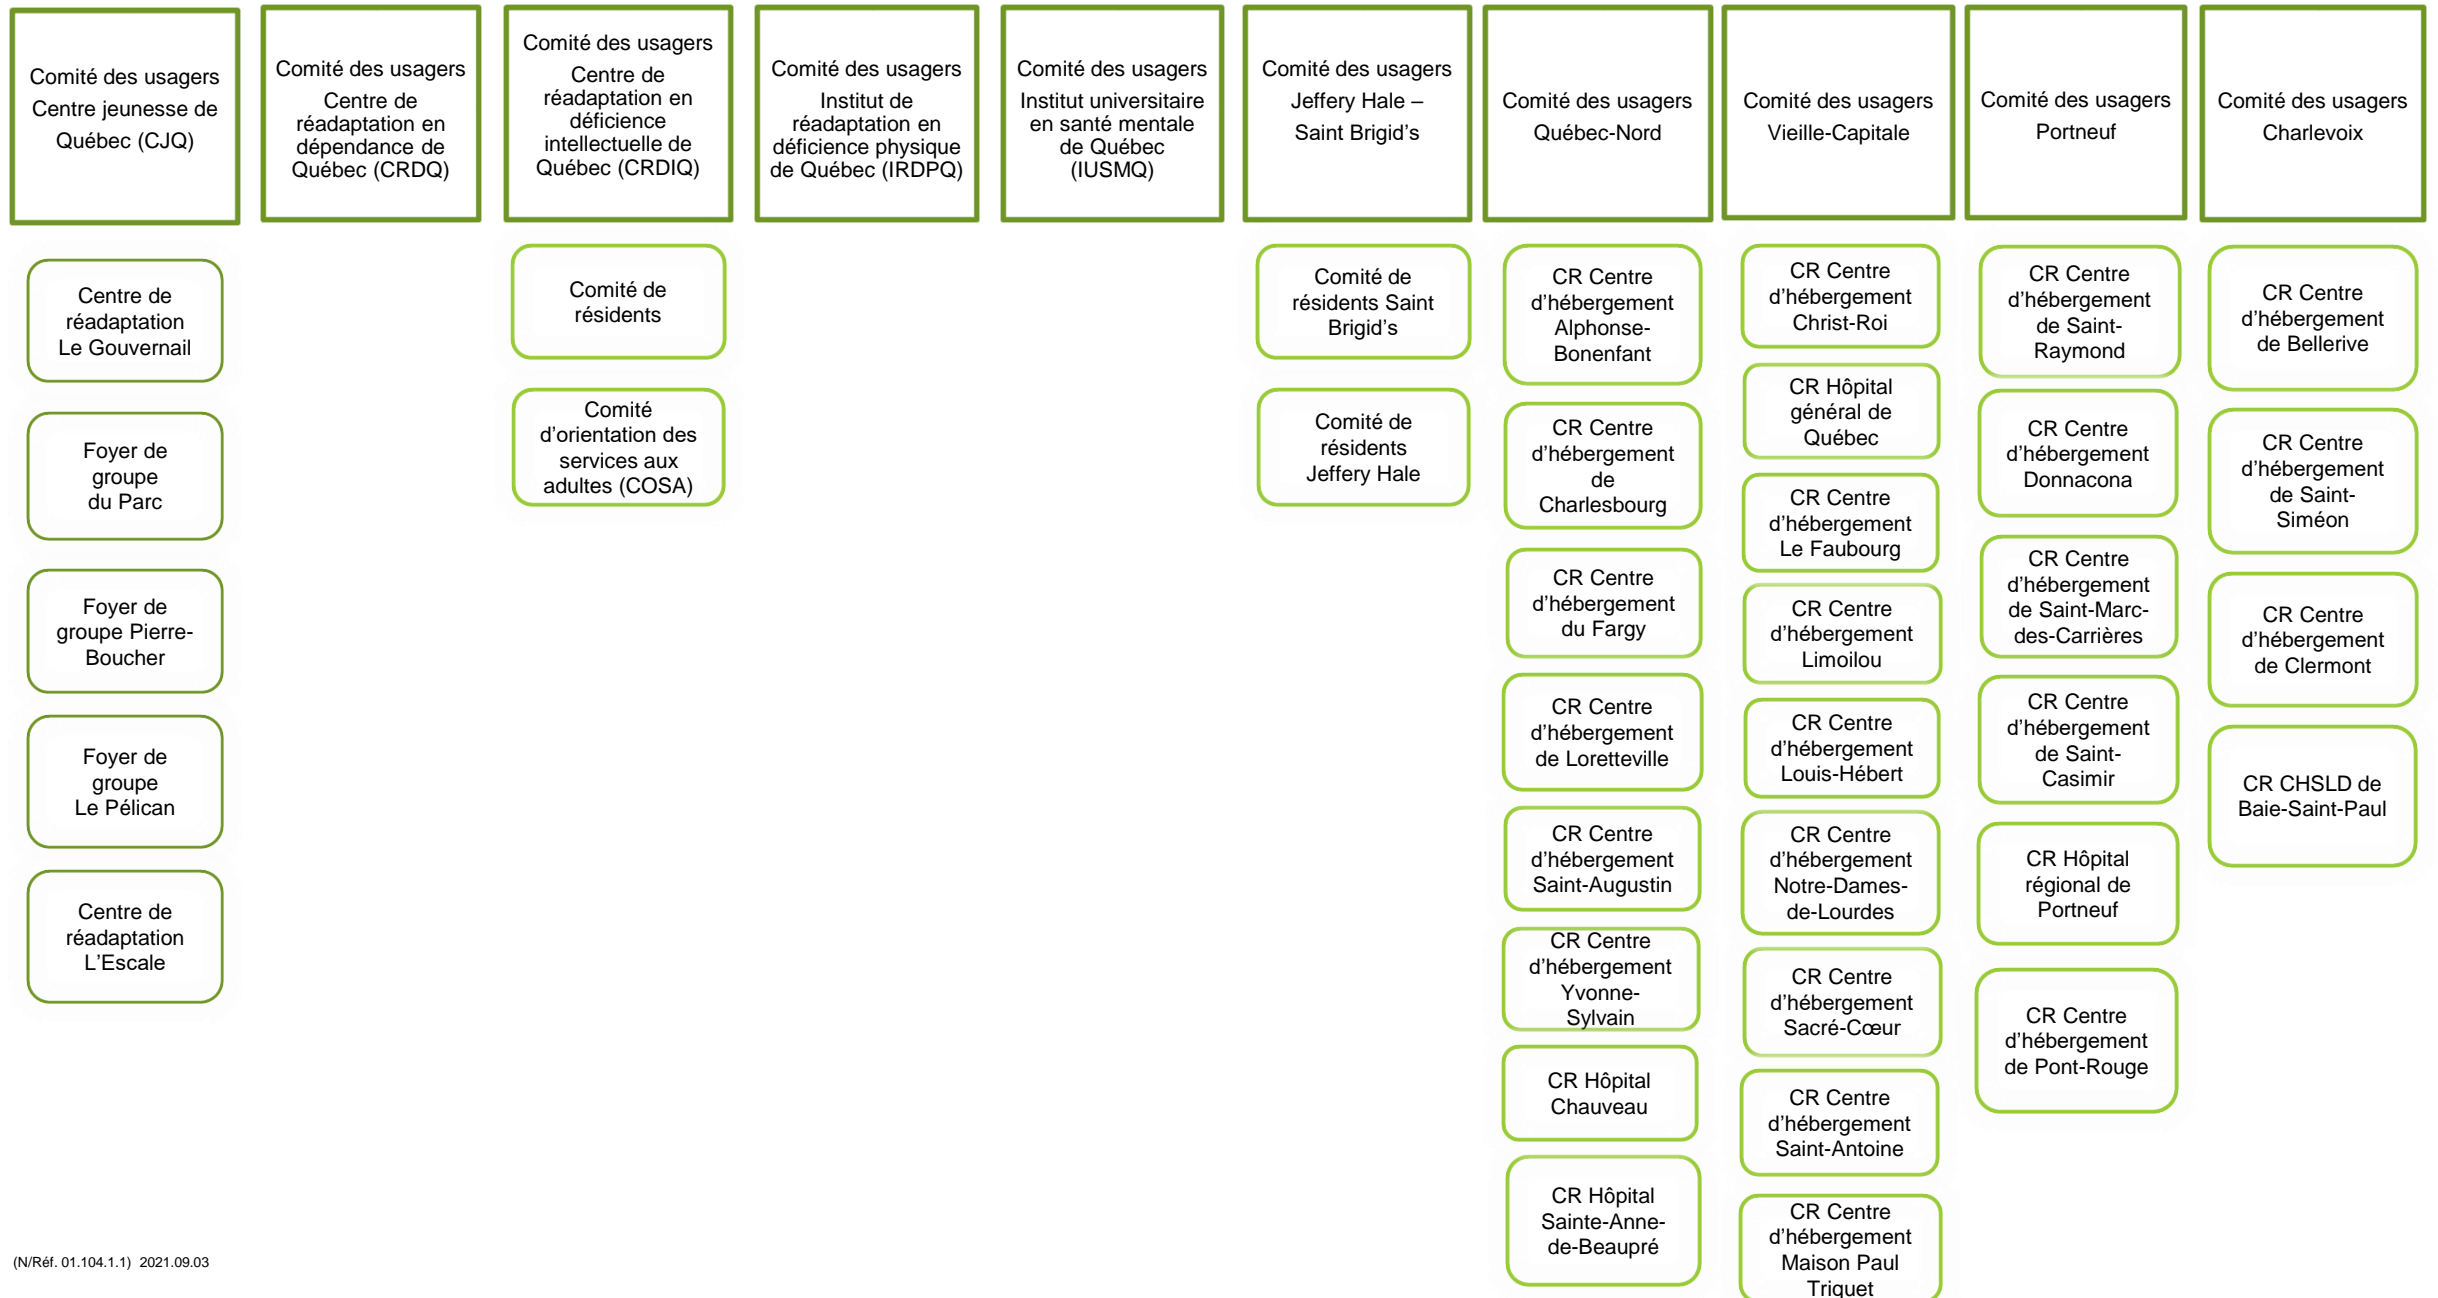 Comité des usagers
Centre jeunesse de
Québec (CJQ)
Comité des usagers
Centre de
réadaptation en
dépendance de
Québec (CRDQ)
Comité des usagers
Centre de
réadaptation en
déficience
intellectuelle de
Québec (CRDIQ)
Comité des usagers
Institut de
réadaptation en
déficience physique
de Québec (IRDPQ)
Comité des usagers
Institut universitaire
en santé mentale
de Québec
(IUSMQ)
Comité des usagers
Jeffery Hale –
Saint Brigid's
Comité des usagers
Québec-Nord
Comité des usagers
Vieille-Capitale
Comité des usagers
Portneuf
Comité des usagers
Charlevoix
Centre de
réadaptation
Le Gouvernail
Foyer de
groupe
du Parc
Foyer de
groupe Pierre-
Boucher
Foyer de
groupe
Le Pélican
Centre de
réadaptation
L'Escale
Comité de
résidents
Comité
d'orientation des
services aux
adultes (COSA)
Comité de
résidents Saint
Brigid's
Comité de
résidents
Jeffery Hale
CR Centre
d'hébergement
Alphonse-
Bonenfant
CR Centre
d'hébergement
de
Charlesbourg
CR Centre
d'hébergement
du Fargy
CR Centre
d'hébergement
de Loretteville
CR Centre
d'hébergement
Saint-Augustin
CR Centre
d'hébergement
Yvonne-
Sylvain
CR Hôpital
Chauveau
CR Hôpital
Sainte-Anne-
de-Beaupré
CR Centre
d'hébergement
Christ-Roi
CR Hôpital
général de
Québec
CR Centre
d'hébergement
Le Faubourg
CR Centre
d'hébergement
Limoilou
CR Centre
d'hébergement
Louis-Hébert
CR Centre
d'hébergement
Notre-Dames-
de-Lourdes
CR Centre
d'hébergement
Sacré-Cœur
CR Centre
d'hébergement
Saint-Antoine
CR Centre
d'hébergement
Maison Paul
Triquet
CR Centre
d'hébergement
de Saint-
Raymond
CR Centre
d'hébergement
Donnacona
CR Centre
d'hébergement
de Saint-Marc-
des-Carrières
CR Centre
d'hébergement
de Saint-
Casimir
CR Hôpital
régional de
Portneuf
CR Centre
d'hébergement
de Pont-Rouge
CR Centre
d'hébergement
de Bellerive
CR Centre
d'hébergement
de Saint-
Siméon
CR Centre
d'hébergement
de Clermont
CR CHSLD de
Baie-Saint-Paul
(N/Réf. 01.104.1.1) 2021.09.03